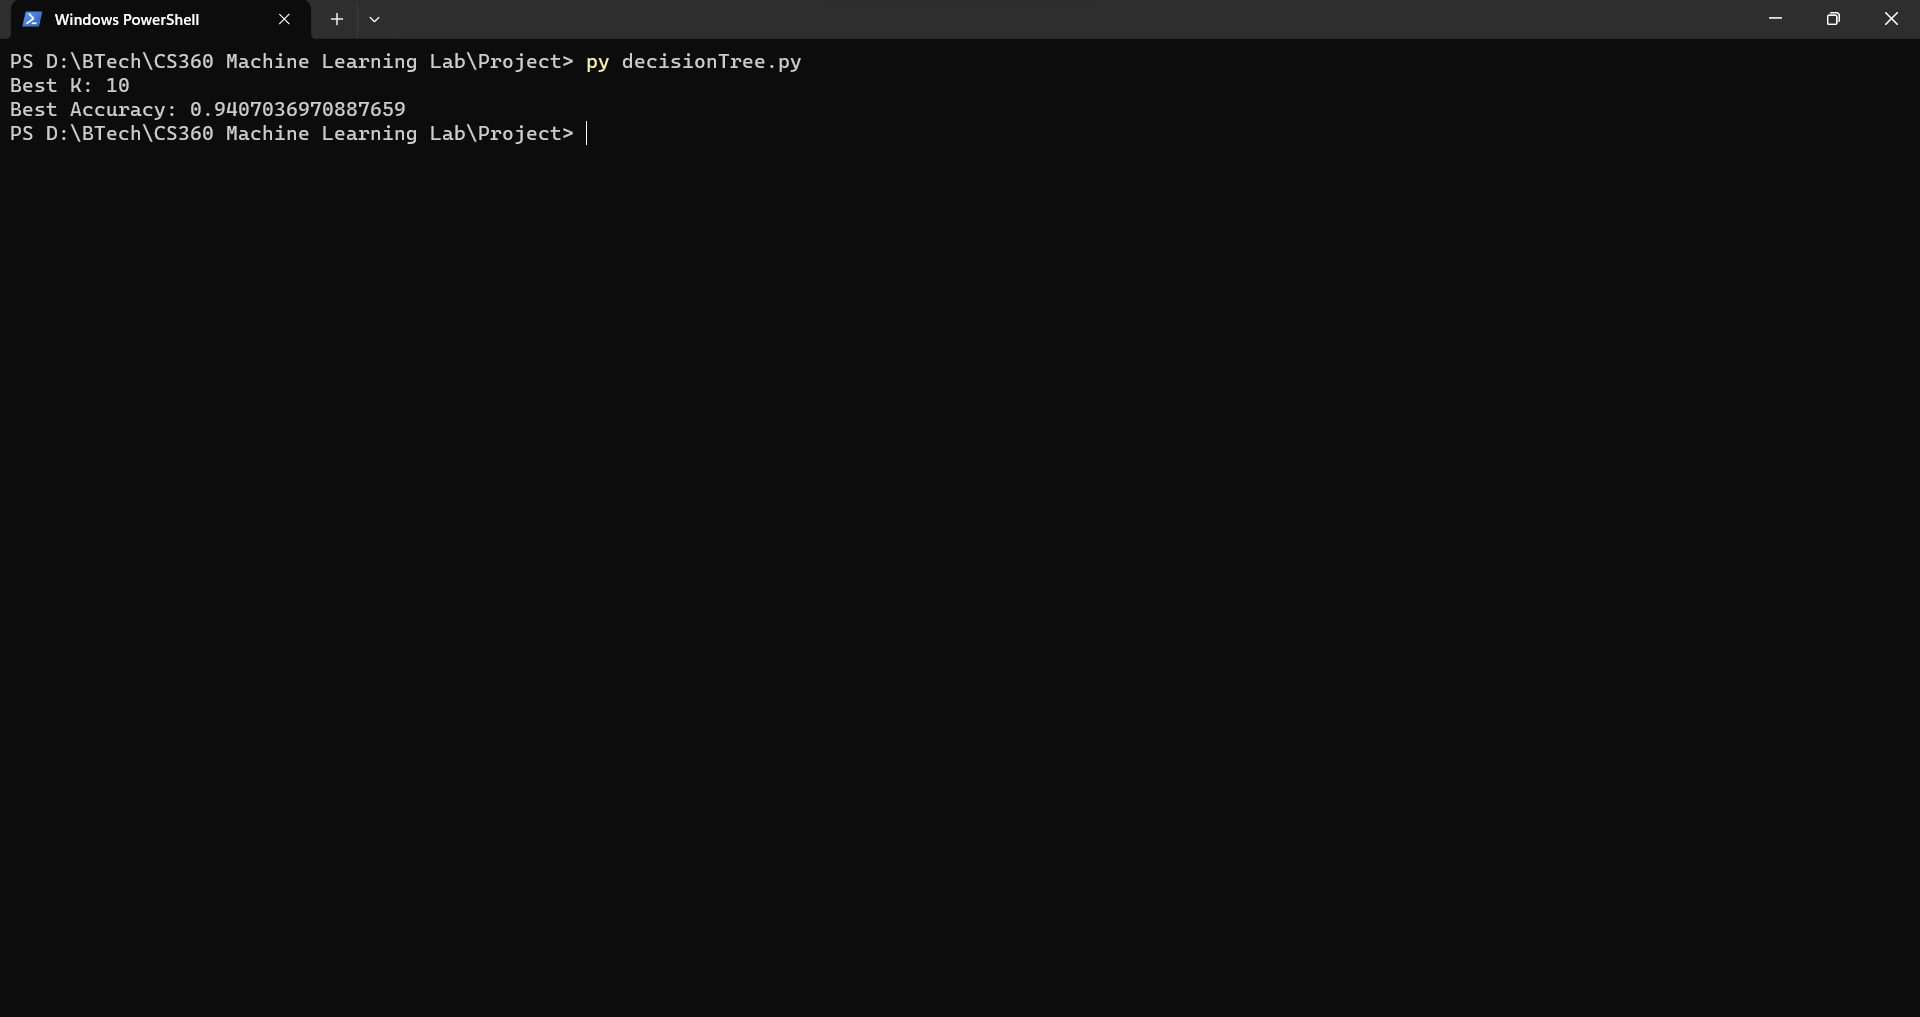 Windows PowerShell
PS D:\BTech\CS360 Machine Learning Lab\Project> py decisionTree.py
Best K: 10
Best Accuracy: 0.9407036970887659
PS D:\BTech\CS360 Machine Learning Lab\Project>